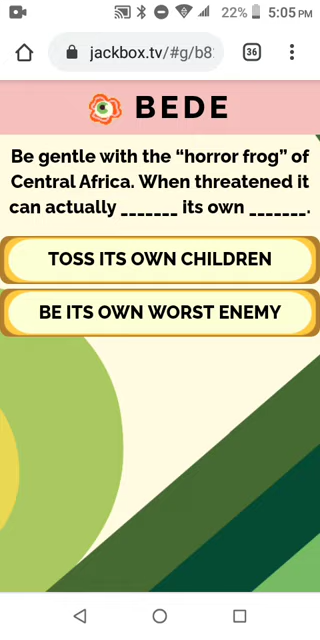 22% 5:05 PM
jackbox.tv/#g/b8
36
BEDE
Be gentle with the “horror frog” of
Central Africa. When threatened it
can actually _______ its own _______.
TOSS ITS OWN CHILDREN
BE ITS OWN WORST ENEMY